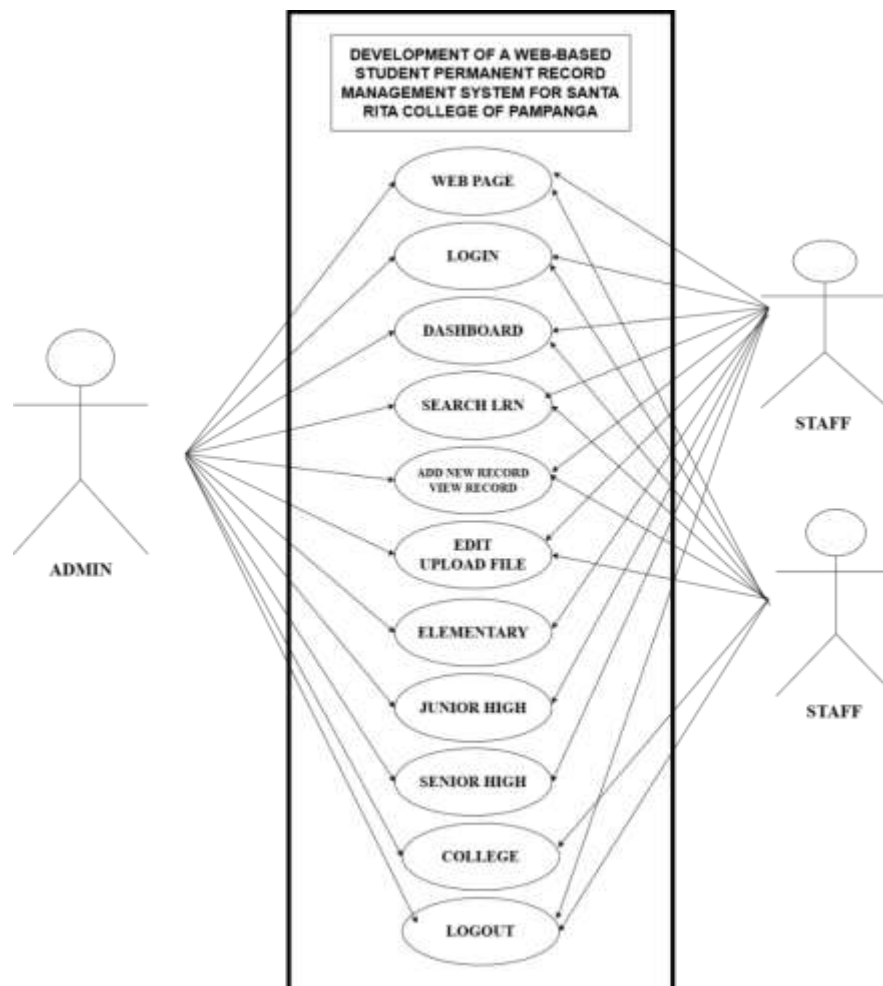 DEVELOPMENT OF A WEB-BASED
STUDENT PERMANENT RECORD
MANAGEMENT SYSTEM FOR SANTA
RITA COLLEGE OF PAMPANGA
WEB PAGE
LOGIN
DASHBOARD
SEARCH LRN
ADD NEW RECORD
VIEW RECORD
EDIT
UPLOAD FILE
ELEMENTARY
JUNIOR HIGH
SENIOR HIGH
COLLEGE
LOGOUT
ADMIN
STAFF
STAFF